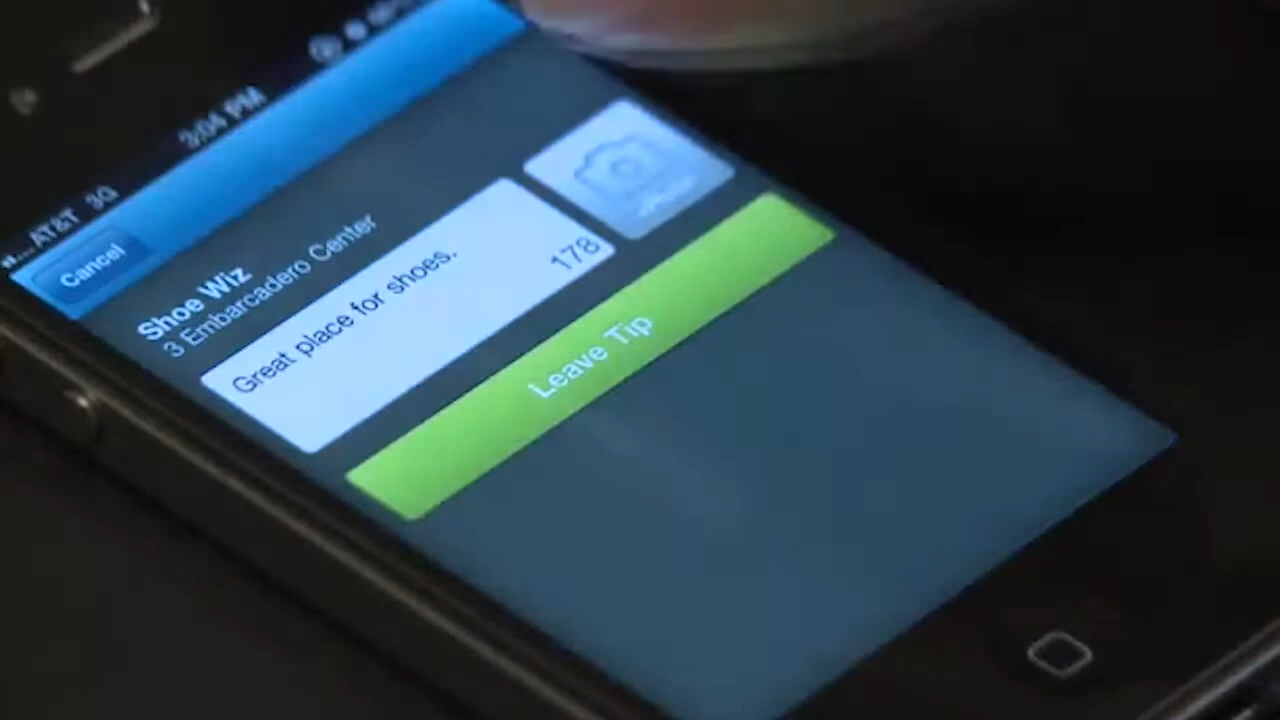 AT&T 3G 3:04 PM
Cancel
Shoe Wiz
3 Embarcadero Center
Great place for shoes.
178
Leave Tip